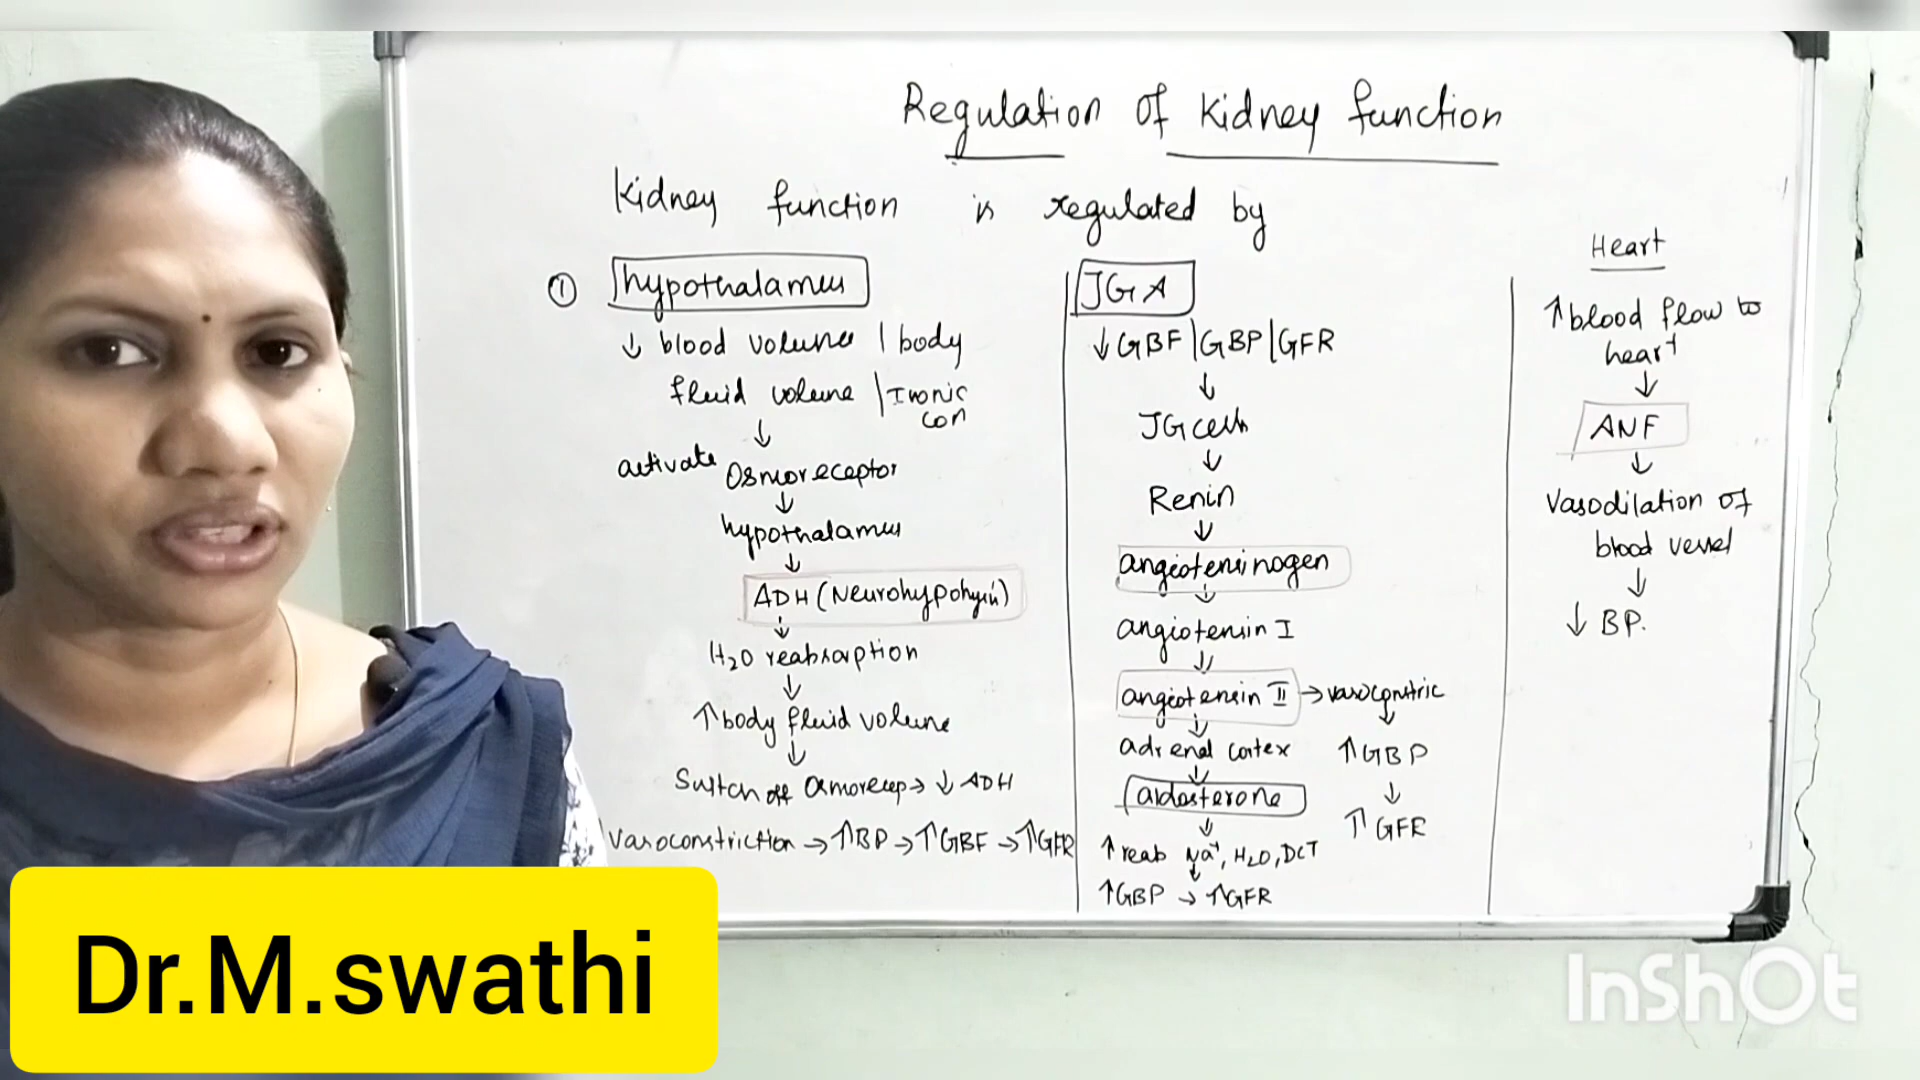 Regulation of Kidney function
Kidney function is regulated by
① hypothalamus
↓ blood volume | body
fluid volume | Ironic
con
↓
activate Osmoreceptor
↓
hypothalamus
↓
ADH (Neurohypohysis)
↓
H2O reabsorption
↓
↑ body fluid volume
↓
Switch off Osmorecep → ↓ ADH
Vasoconstriction → ↑BP → ↑GBF → ↑GFR
JGA
↓ GBF | GBP | GFR
↓
JG cells
↓
Renin
↓
angiotensinogen
↓
angiotensin I
↓
angiotensin II → vasoconstric
↓
adrenal cortex
↓
aldosterone
↓
↑ reab Na+, H2O, DCT
↓
↑GBP → ↑GFR
↓
↑GBP
↓
↑ GFR
Heart
↑ blood flow to
heart
↓
ANF
↓
Vasodilation of
blood vessel
↓
↓ BP.
Dr.M.swathi
InShOt